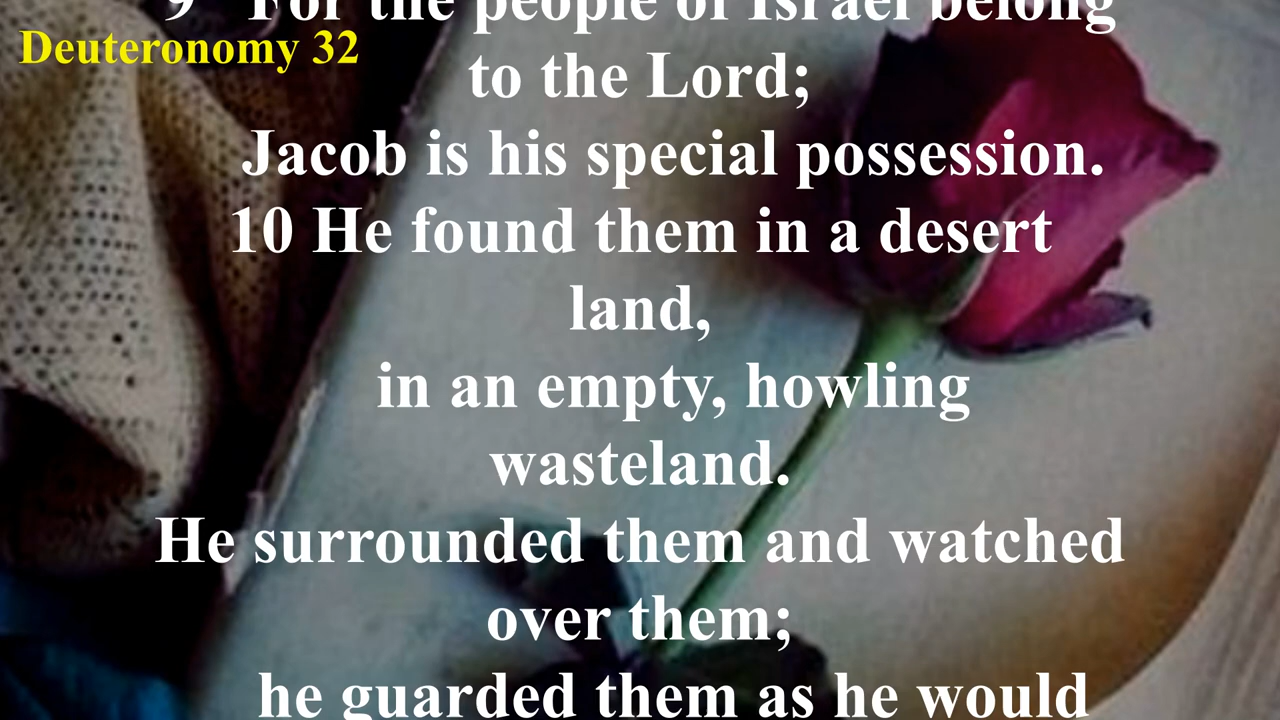 9 For the people of Israel belong
Deuteronomy 32
to the Lord;
Jacob is his special possession.
10 He found them in a desert
land,
in an empty, howling
wasteland.
He surrounded them and watched
over them;
he guarded them as he would